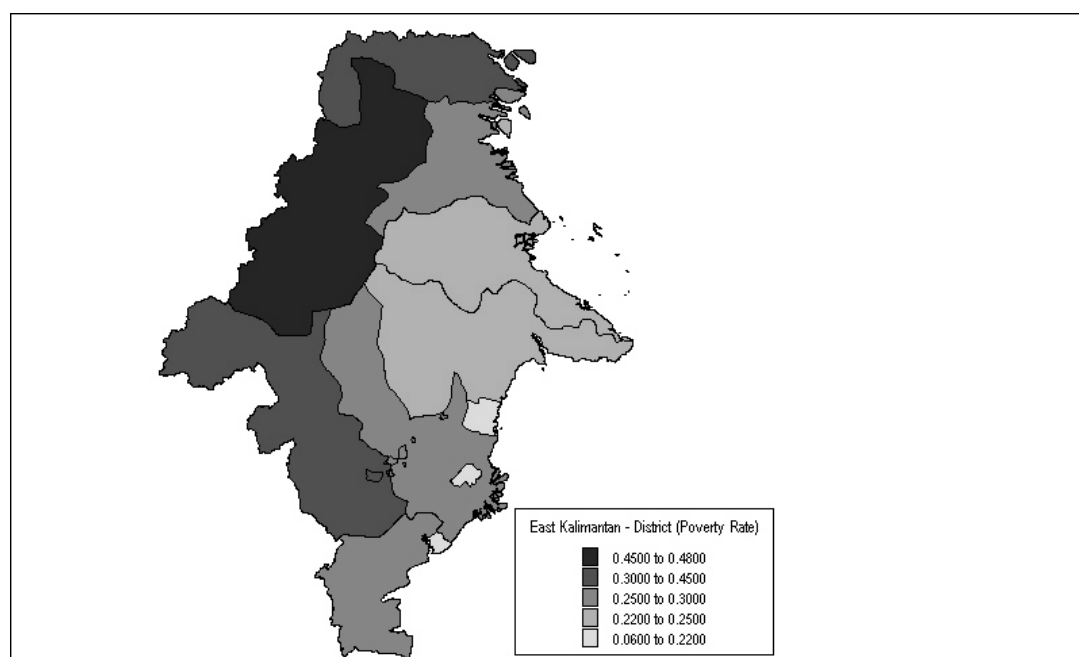 East Kalimantan - District (Poverty Rate)
0.4500 to 0.4800
0.3000 to 0.4500
0.2500 to 0.3000
0.2200 to 0.2500
0.0600 to 0.2200